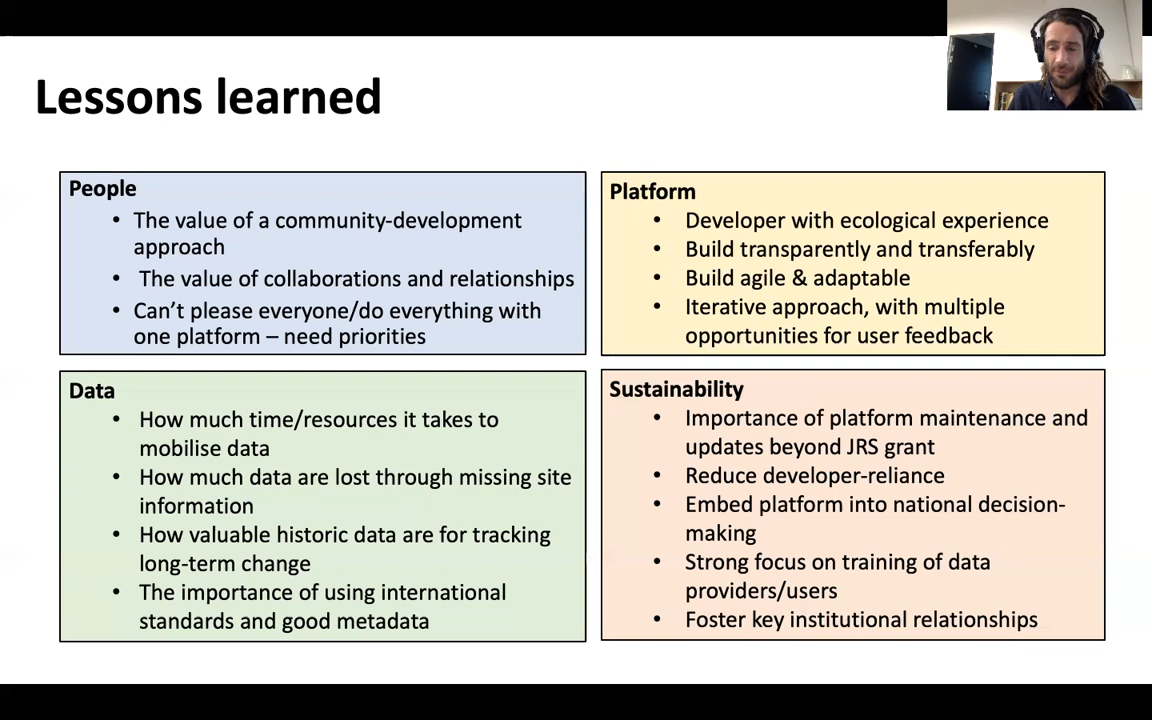 Lessons learned
People
• The value of a community-development
approach
• The value of collaborations and relationships
• Can't please everyone/do everything with
one platform – need priorities
Platform
• Developer with ecological experience
• Build transparently and transferably
• Build agile & adaptable
• Iterative approach, with multiple
opportunities for user feedback
Data
• How much time/resources it takes to
mobilise data
• How much data are lost through missing site
information
• How valuable historic data are for tracking
long-term change
• The importance of using international
standards and good metadata
Sustainability
• Importance of platform maintenance and
updates beyond JRS grant
• Reduce developer-reliance
• Embed platform into national decision-
making
• Strong focus on training of data
providers/users
• Foster key institutional relationships